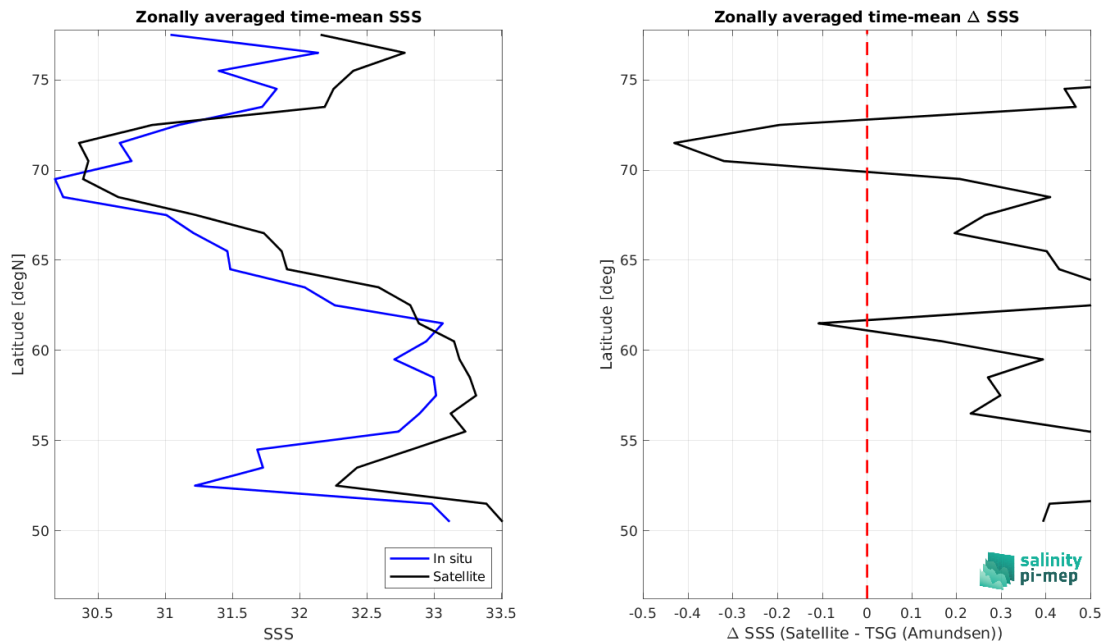 Zonally averaged time-mean SSS
75
70
65
60
55
50
Latitude [degN]
30.5 31 31.5 32 32.5 33 33.5
SSS
In situ
Satellite
Zonally averaged time-mean Δ SSS
75
70
65
60
55
50
Latitude [deg]
-0.5 -0.4 -0.3 -0.2 -0.1 0 0.1 0.2 0.3 0.4 0.5
Δ SSS (Satellite - TSG (Amundsen))
salinity
pi-mep